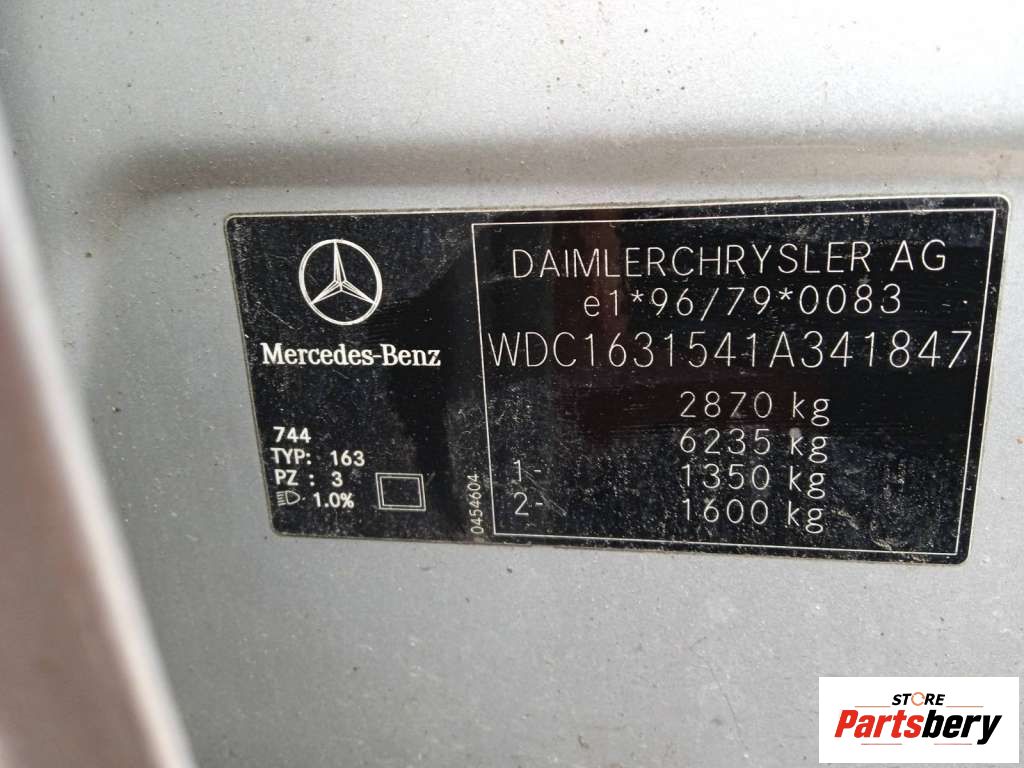 Mercedes-Benz
744
TYP: 163
PZ : 3
1.0%
0454604
DAIMLERCHRYSLER AG
e1*96/79*0083
WDC1631541A341847
2870 kg
6235 kg
1- 1350 kg
2- 1600 kg
STORE
Partsbery